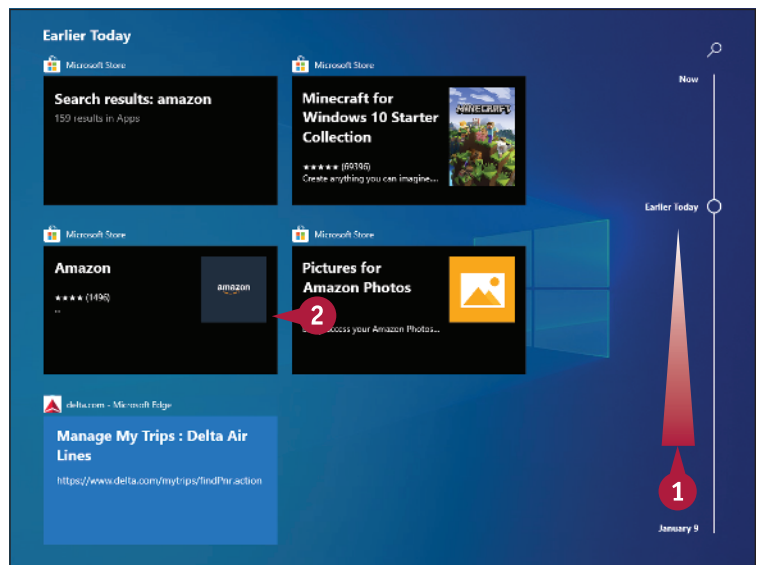 Earlier Today
Microsoft Store
Search results: amazon
159 results in Apps
Microsoft Store
Minecraft for
Windows 10 Starter
Collection
★★★★★ (69396)
Create anything you can imagine...
MINECRAFT
Microsoft Store
Amazon
★★★★ (1496)
..
amazon
2
Microsoft Store
Pictures for
Amazon Photos
access your Amazon Photos...
delta.com - Microsoft Edge
Manage My Trips : Delta Air
Lines
https://www.delta.com/mytrips/findPnr.action
Now
Earlier Today
1
January 9